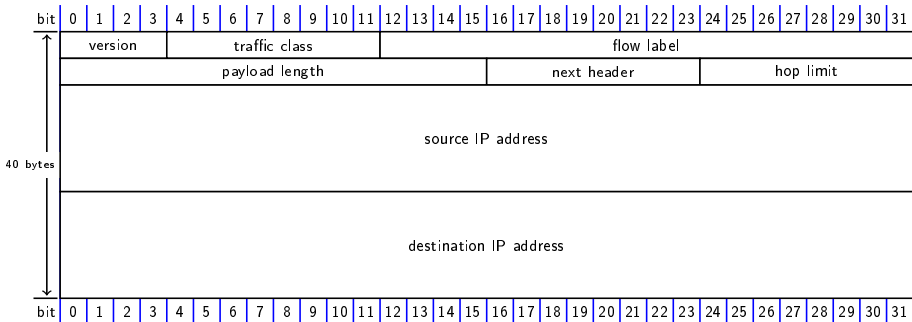 bit 0 1 2 3 4 5 6 7 8 9 10 11 12 13 14 15 16 17 18 19 20 21 22 23 24 25 26 27 28 29 30 31
version traffic class flow label
payload length next header hop limit
source IP address
40 bytes
destination IP address
bit 0 1 2 3 4 5 6 7 8 9 10 11 12 13 14 15 16 17 18 19 20 21 22 23 24 25 26 27 28 29 30 31